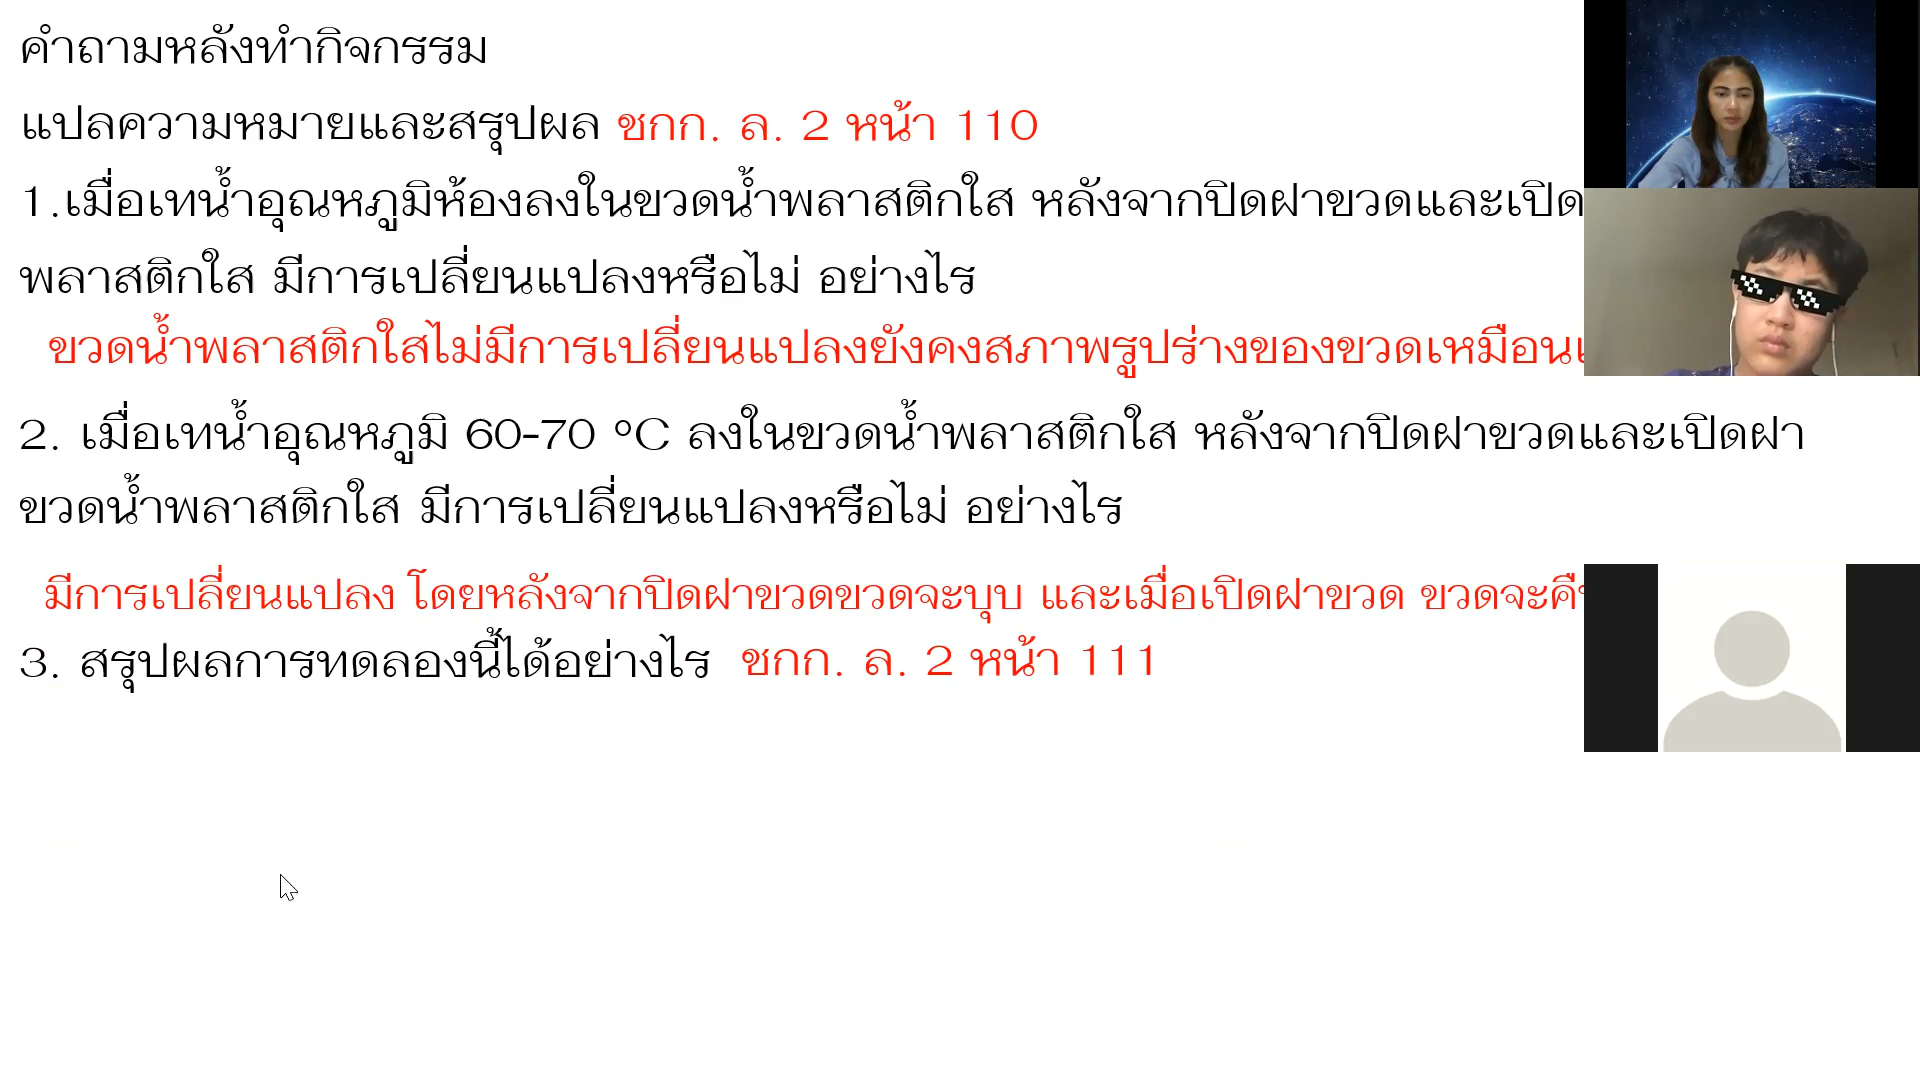 คำถามหลังทำกิจกรรม
แปลความหมายและสรุปผล ชกก. ล. 2 หน้า 110
1.เมื่อเทน้ำอุณหภูมิห้องลงในขวดน้ำพลาสติกใส หลังจากปิดฝาขวดและเปิด
พลาสติกใส มีการเปลี่ยนแปลงหรือไม่ อย่างไร
ขวดน้ำพลาสติกใสไม่มีการเปลี่ยนแปลงยังคงสภาพรูปร่างของขวดเหมือน
2. เมื่อเทน้ำอุณหภูมิ 60-70 °C ลงในขวดน้ำพลาสติกใส หลังจากปิดฝาขวดและเปิดฝา
ขวดน้ำพลาสติกใส มีการเปลี่ยนแปลงหรือไม่ อย่างไร
มีการเปลี่ยนแปลง โดยหลังจากปิดฝาขวดขวดจะบุบ และเมื่อเปิดฝาขวด ขวดจะ
3. สรุปผลการทดลองนี้ได้อย่างไร ชกก. ล. 2 หน้า 111